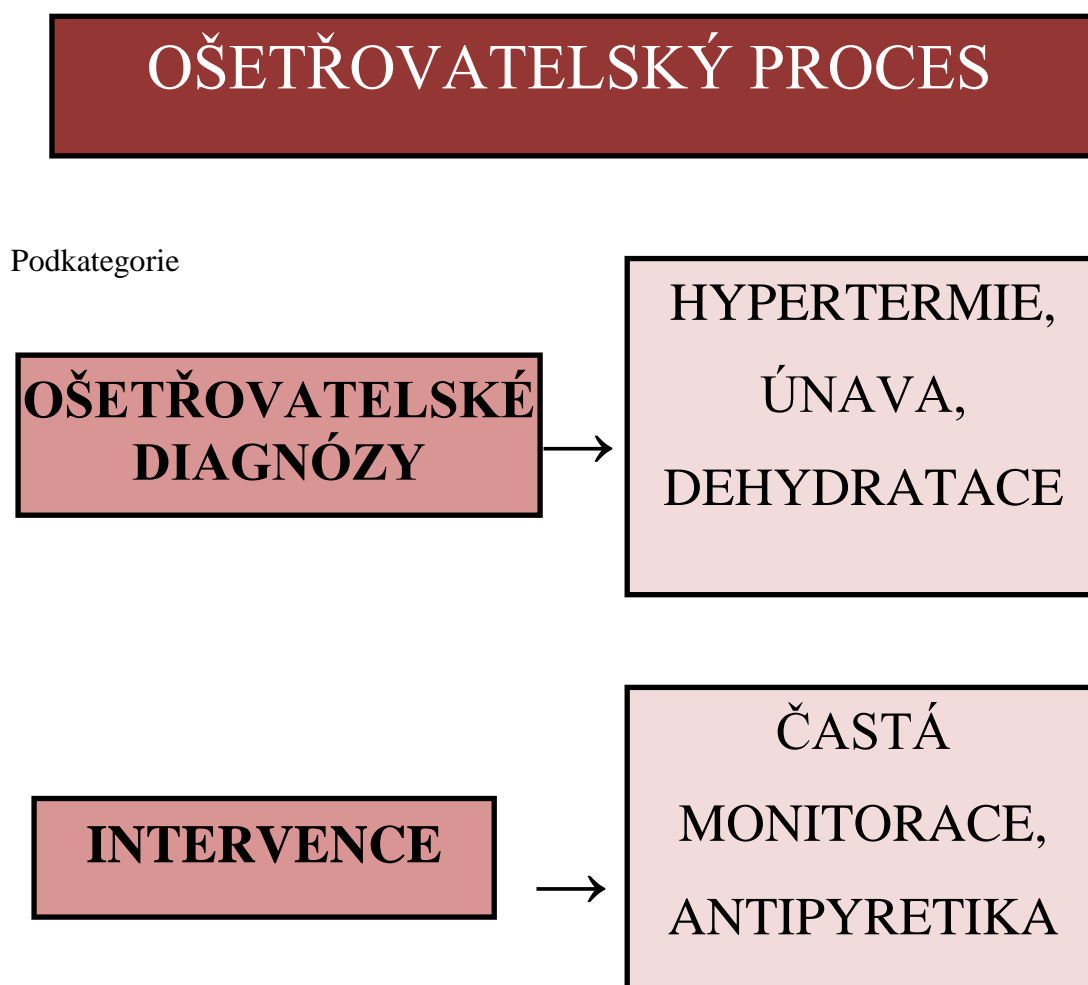 OŠETŘOVATELSKÝ PROCES
Podkategorie
OŠETŘOVATELSKÉ
DIAGNÓZY
→
HYPERTERMIE,
ÚNAVA,
DEHYDRATACE
INTERVENCE
→
ČASTÁ
MONITORACE,
ANTIPYRETIKA